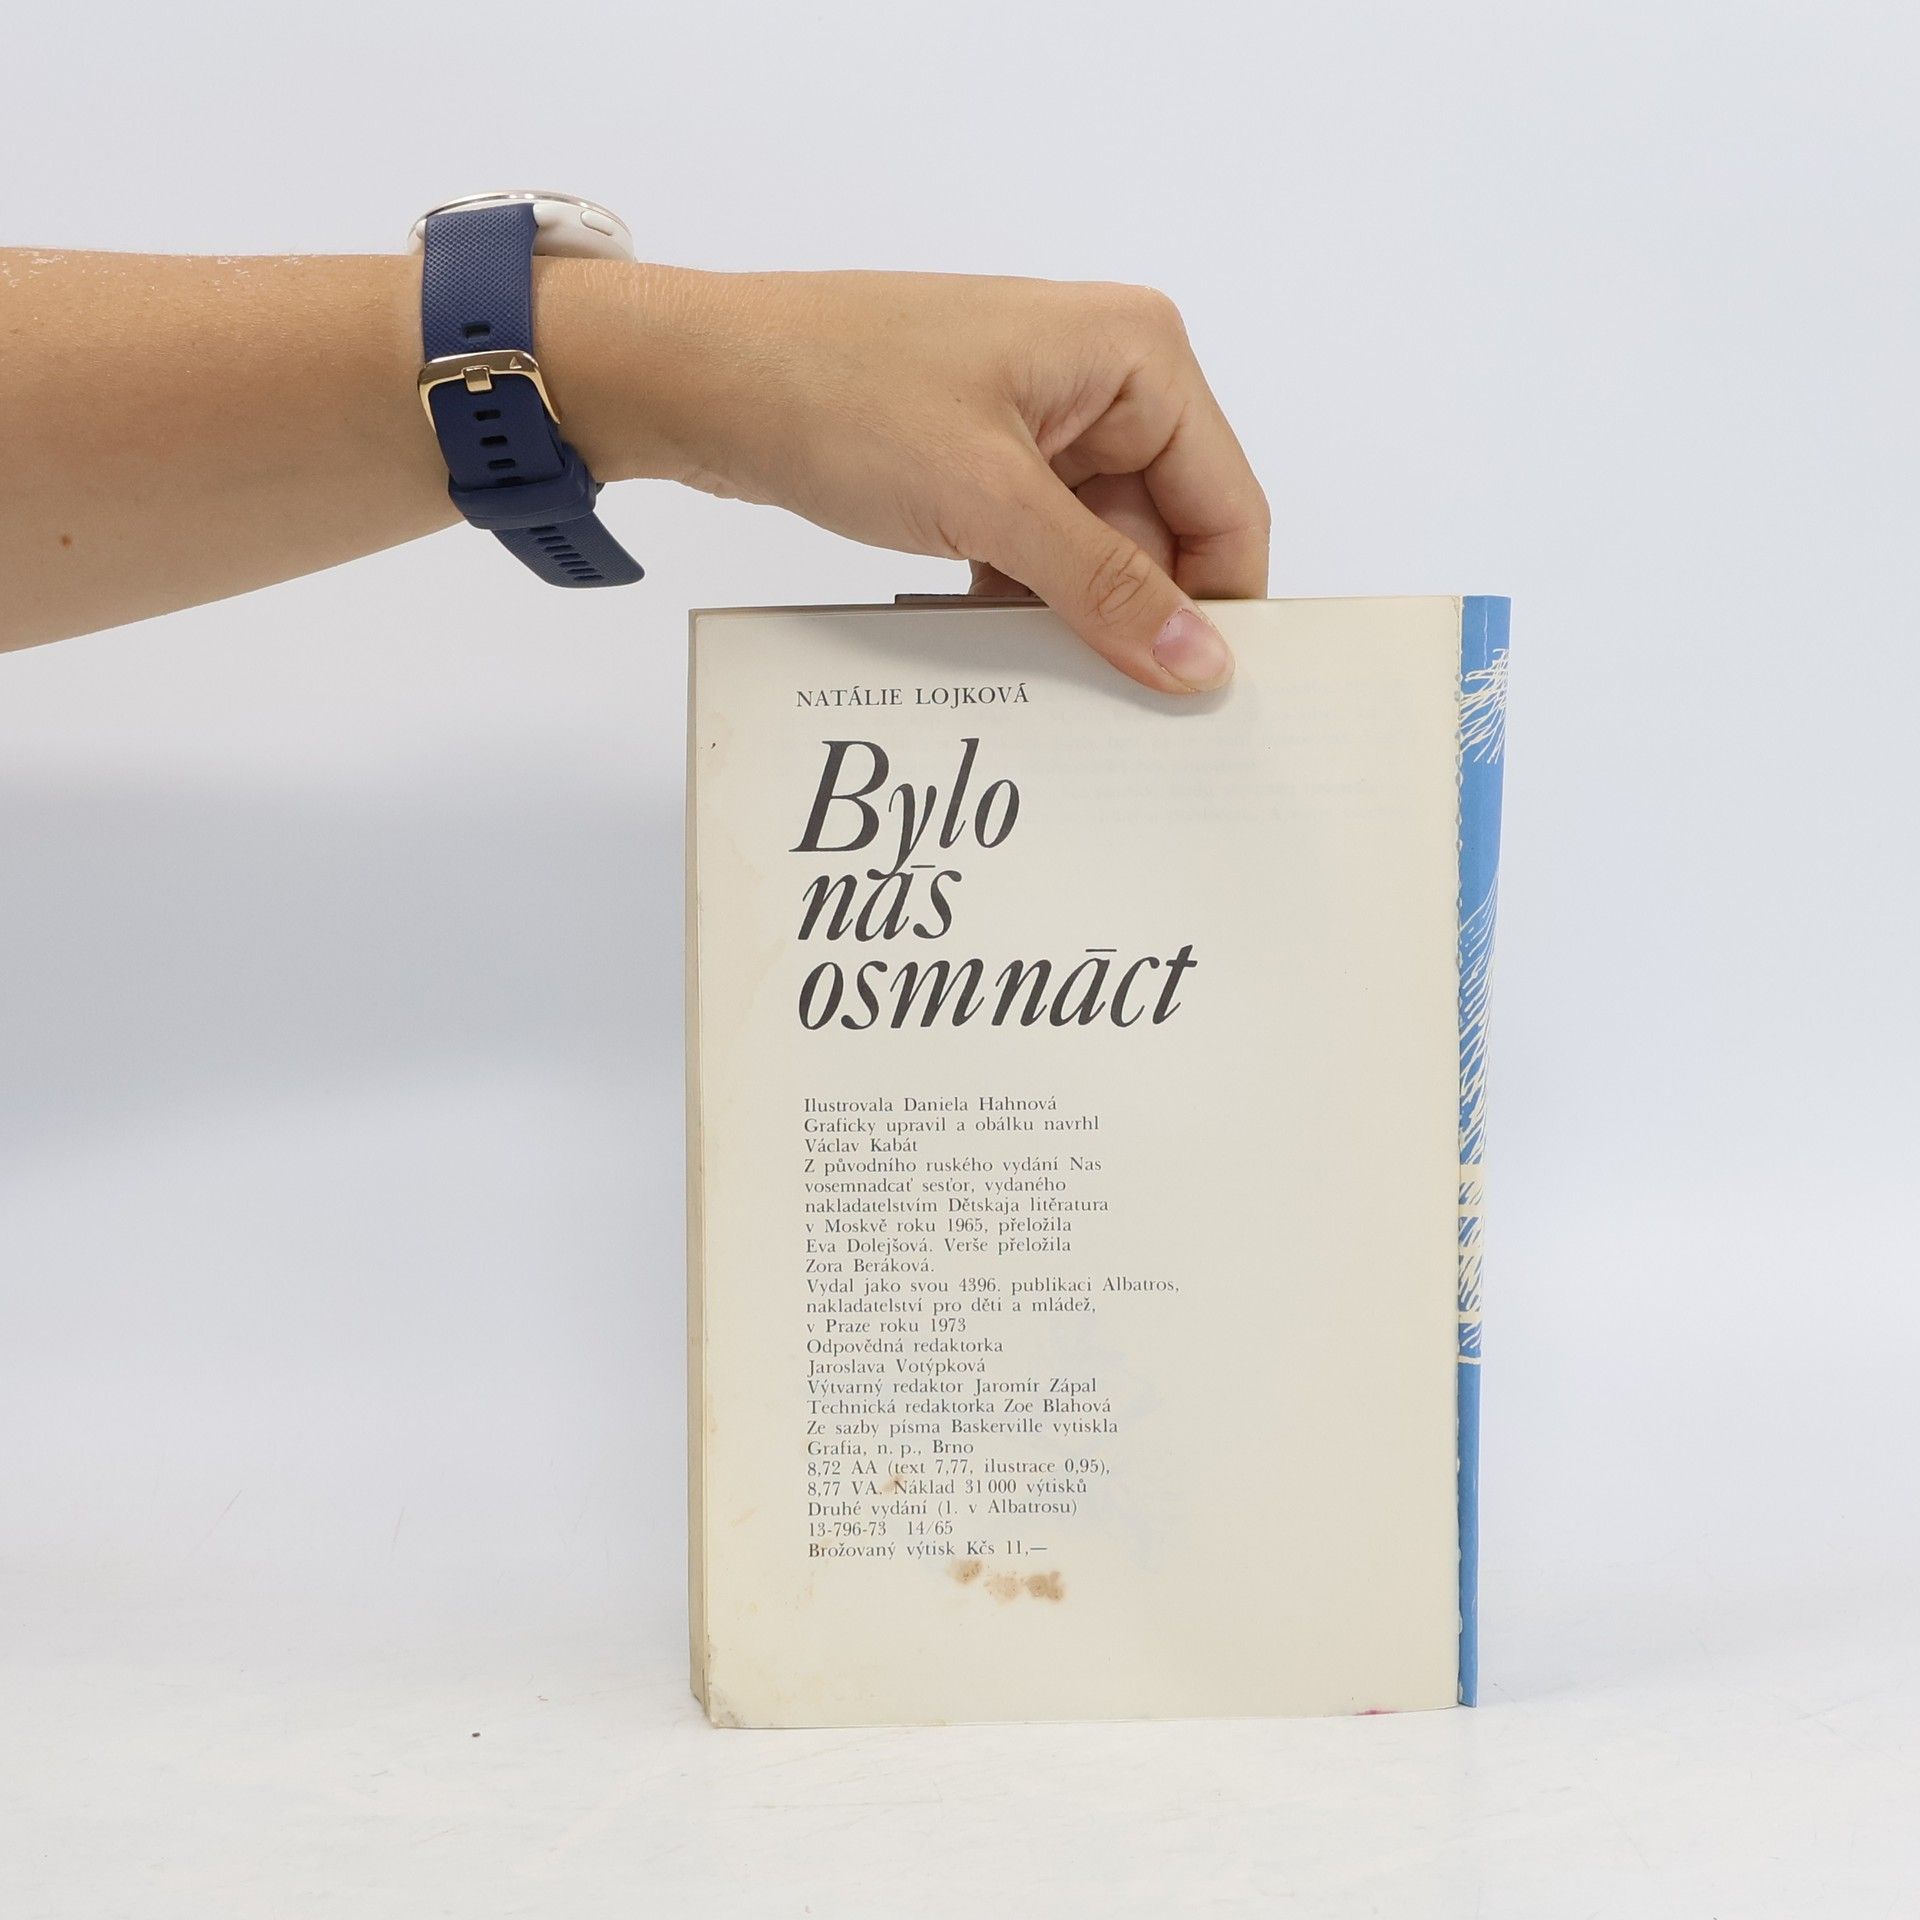 NATÁLIE LOJKOVÁ
Bylo
nás
osmnáct
Ilustrovala Daniela Hahnová
Graficky upravil a obálku navrhl
Václav Kabát
Z původního ruského vydání Nas
vosemnadcať sesťor, vydaného
nakladatelstvím Dětskaja litěratura
v Moskvě roku 1965, přeložila
Eva Dolejšová. Verše přeložila
Zora Beráková.
Vydal jako svou 4396. publikaci Albatros,
nakladatelství pro děti a mládež,
v Praze roku 1973
Odpovědná redaktorka
Jaroslava Votýpková
Výtvarný redaktor Jaromír Zápal
Technická redaktorka Zoe Blahová
Ze sazby písma Baskerville vytiskla
Grafia, n. p., Brno
8,72 AA (text 7,77, ilustrace 0,95),
8,77 VA. Náklad 31 000 výtisků
Druhé vydání (1. v Albatrosu)
13-796-73 14/65
Brožovaný výtisk Kčs 11,—